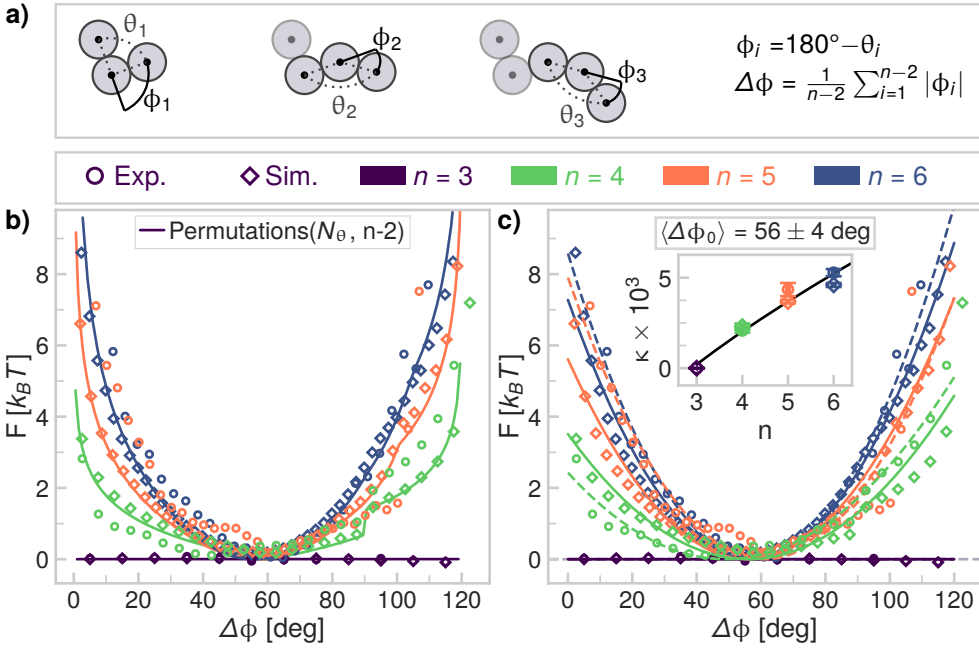 a)
θ1
ϕ1
ϕ2
θ2
ϕ3
θ3
ϕi =180°−θi
Δϕ = 1/(n−2) ∑i=1n−2 |ϕi|
Exp.
Sim.
n = 3
n = 4
n = 5
n = 6
b)
Permutations(Nθ, n-2)
F [kBT]
8
6
4
2
0
0 20 40 60 80 100 120
Δϕ [deg]
c)
⟨Δϕ0⟩ = 56 ± 4 deg
κ × 10³
5
0
3 4 5 6
n
F [kBT]
8
6
4
2
0
0 20 40 60 80 100 120
Δϕ [deg]